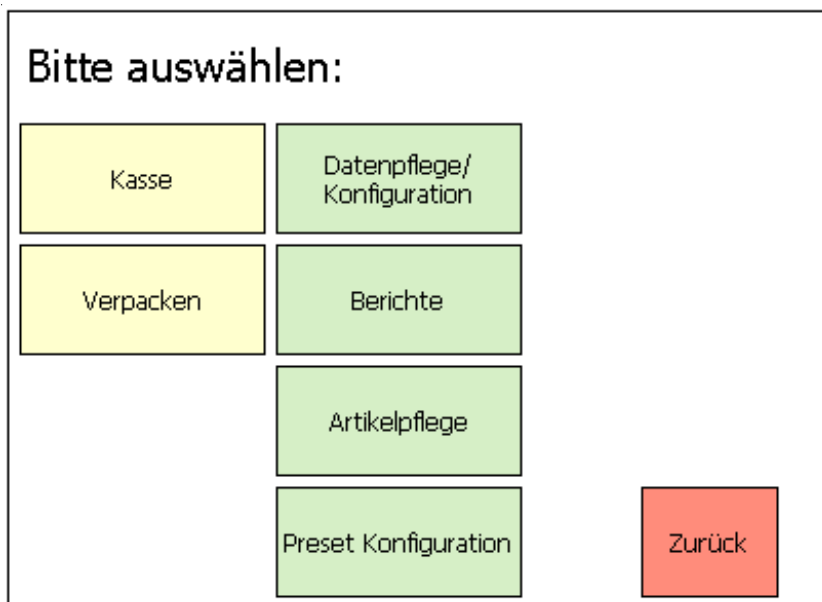 Bitte auswählen:
Kasse
Datenpflege/
Konfiguration
Verpacken
Berichte
Artikelpflege
Preset Konfiguration
Zurück